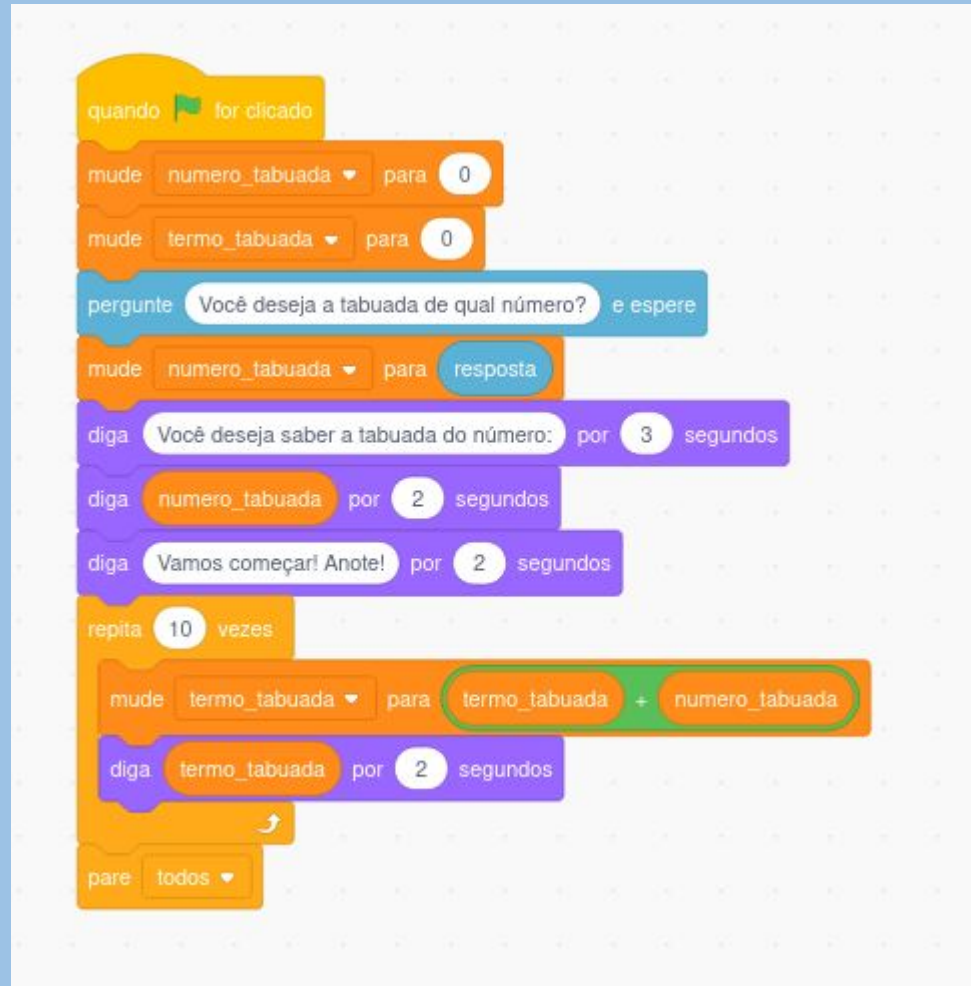 quando for clicado
mude numero_tabuada para 0
mude termo_tabuada para 0
pergunte Você deseja a tabuada de qual número? e espere
mude numero_tabuada para resposta
diga Você deseja saber a tabuada do número: por 3 segundos
diga numero_tabuada por 2 segundos
diga Vamos começar! Anote! por 2 segundos
repita 10 vezes
mude termo_tabuada para termo_tabuada + numero_tabuada
diga termo_tabuada por 2 segundos
pare todos